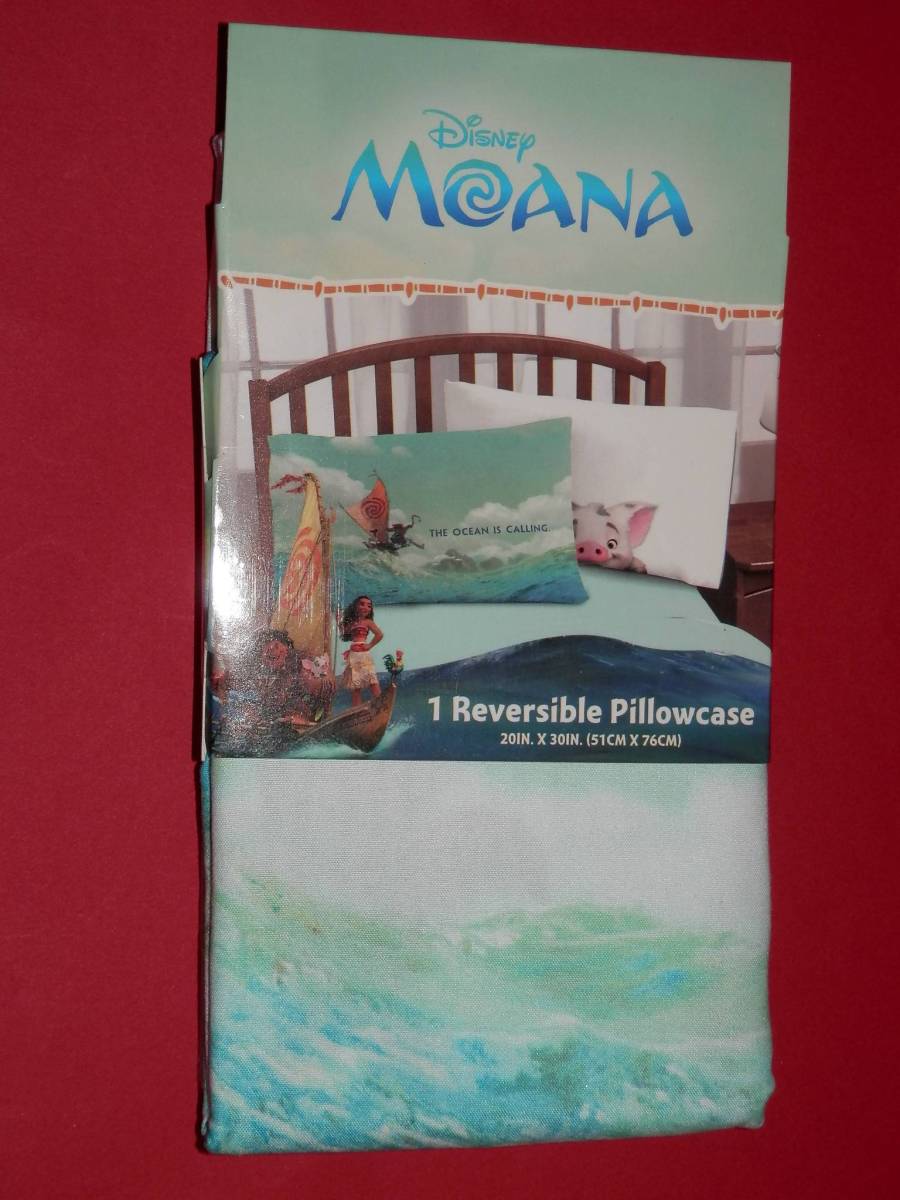 Disney
MOANA
THE OCEAN IS CALLING.
1 Reversible Pillowcase
20IN. X 30IN. (51CM X 76CM)